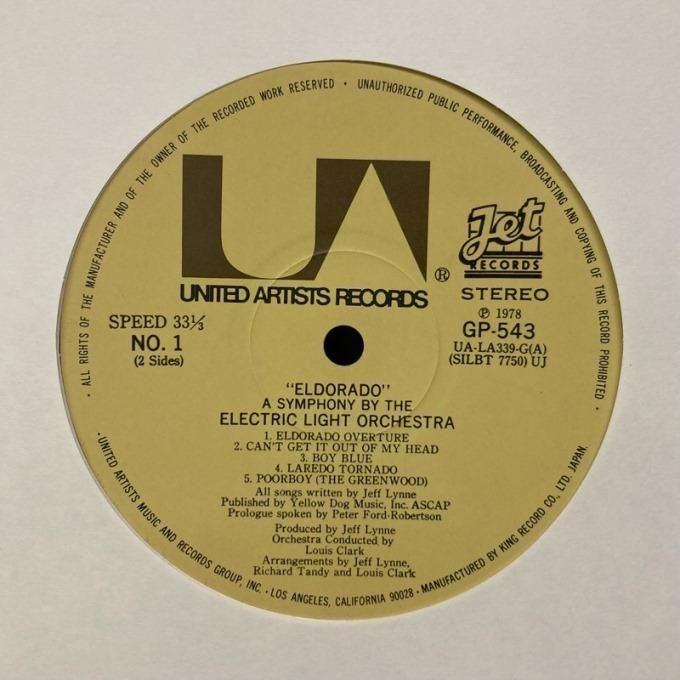 ALL RIGHTS OF THE MANUFACTURER AND OF THE OWNER OF THE RECORDED WORK RESERVED · UNAUTHORIZED PUBLIC PERFORMANCE, BROADCASTING AND COPYING OF THIS RECORD PROHIBITED ·
UA
®
UNITED ARTISTS RECORDS
Jet
RECORDS
STEREO
℗ 1978
GP-543
UA-LA339-G(A)
(SILBT 7750) UJ
SPEED 33⅓
NO. 1
(2 Sides)
"ELDORADO"
A SYMPHONY BY THE
ELECTRIC LIGHT ORCHESTRA
1. ELDORADO OVERTURE
2. CAN'T GET IT OUT OF MY HEAD
3. BOY BLUE
4. LAREDO TORNADO
5. POORBOY (THE GREENWOOD)
All songs written by Jeff Lynne
Published by Yellow Dog Music, Inc. ASCAP
Prologue spoken by Peter Ford-Robertson
Produced by Jeff Lynne
Orchestra Conducted by
Louis Clark
Arrangements by Jeff Lynne,
Richard Tandy and Louis Clark
· UNITED ARTISTS MUSIC AND RECORDS GROUP, INC. · LOS ANGELES, CALIFORNIA 90028 · MANUFACTURED BY KING RECORD CO., LTD. JAPAN.